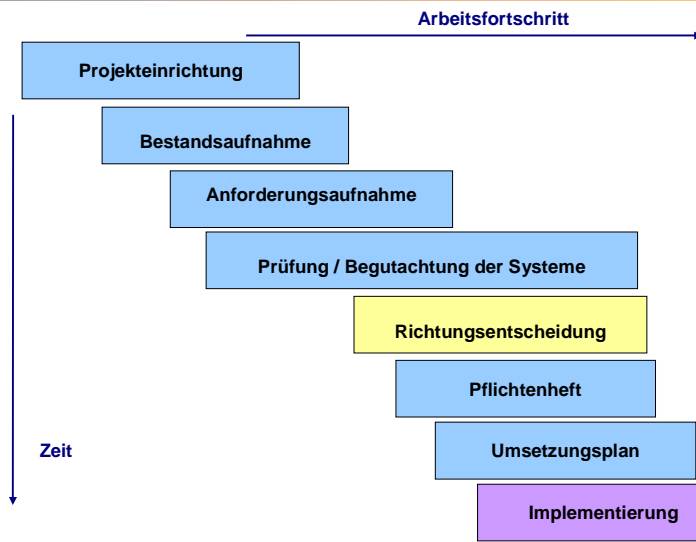 Arbeitsfortschritt
Projekteinrichtung
Bestandsaufnahme
Anforderungsaufnahme
Prüfung / Begutachtung der Systeme
Richtungsentscheidung
Pflichtenheft
Zeit
Umsetzungsplan
Implementierung